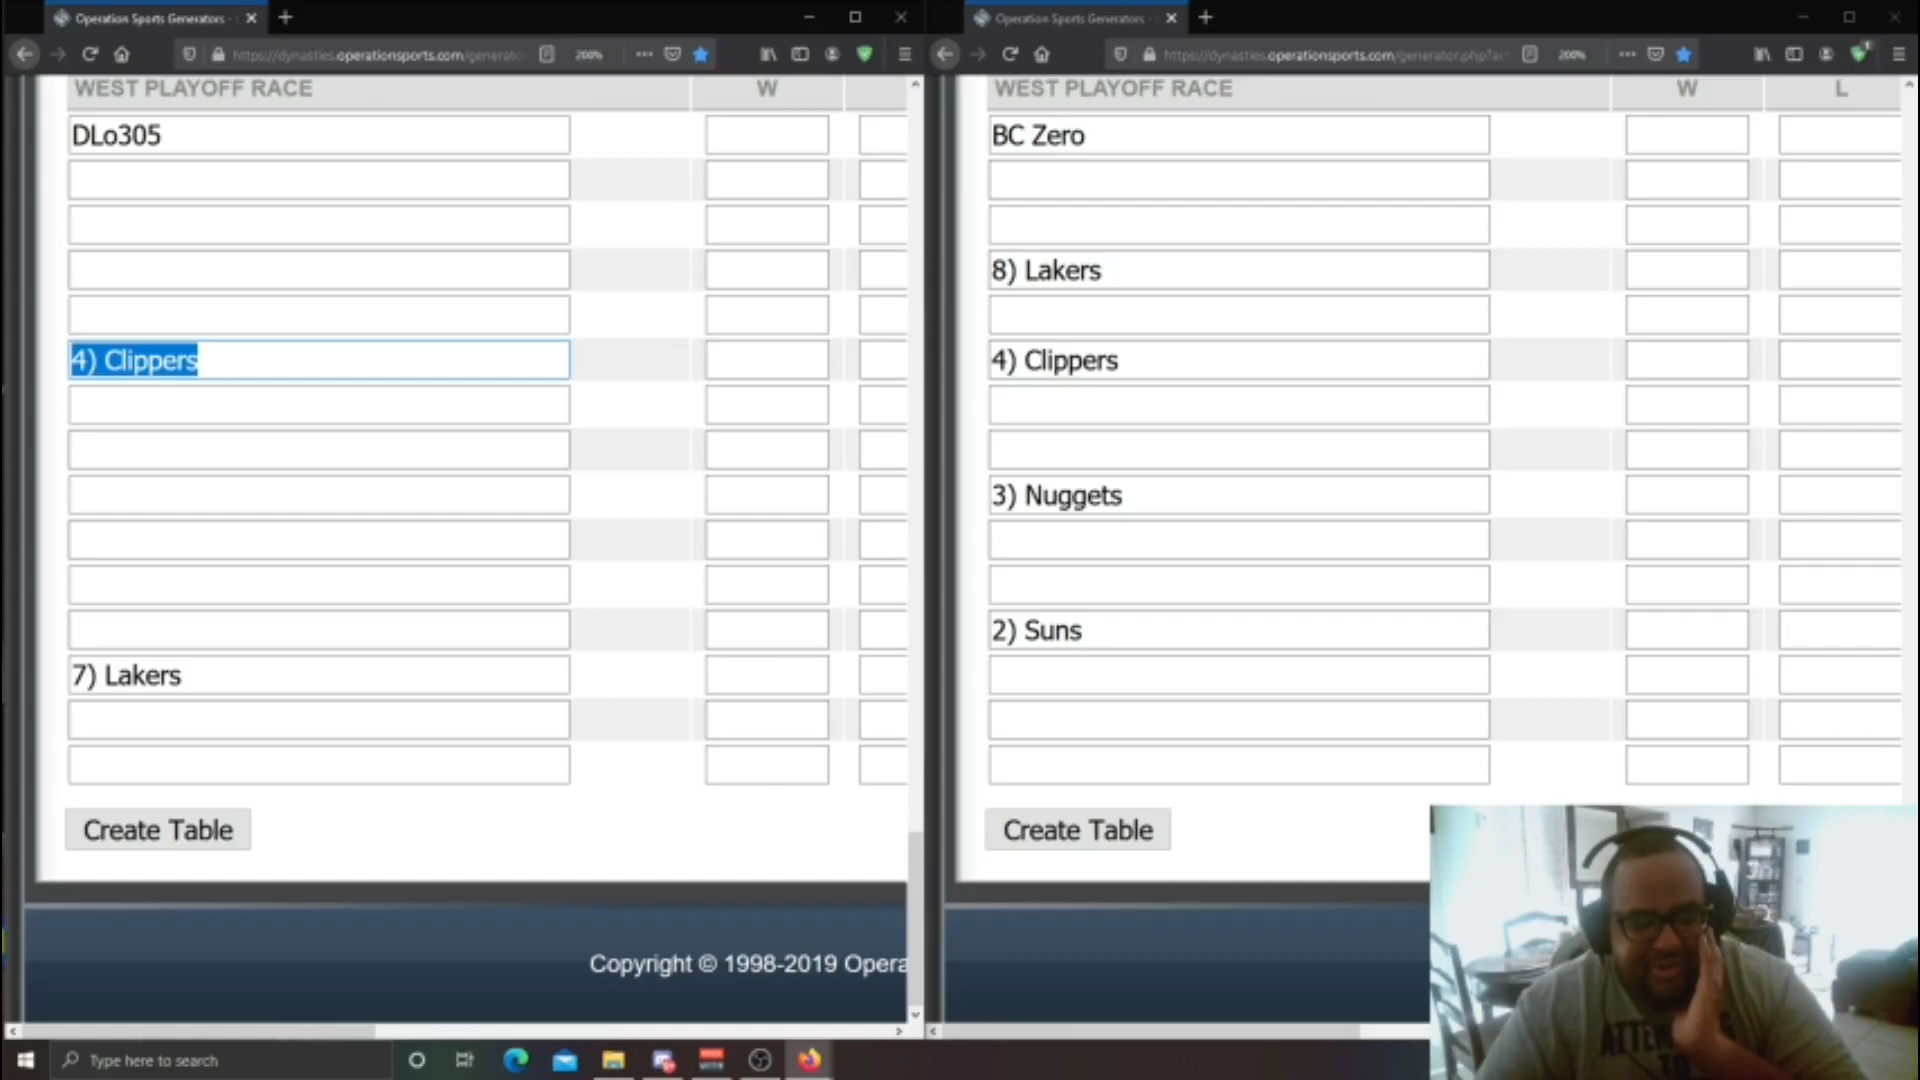 Operation Sports Generators -
https://dynasties.operationsports.com/generato
200%
WEST PLAYOFF RACE W
DLo305
4) Clippers
7) Lakers
Create Table
Copyright © 1998-2019 Opera
Operation Sports Generators -
https://dynasties.operationsports.com/generator.php?act
200%
WEST PLAYOFF RACE W L
BC Zero
8) Lakers
4) Clippers
3) Nuggets
2) Suns
Create Table
Type here to search